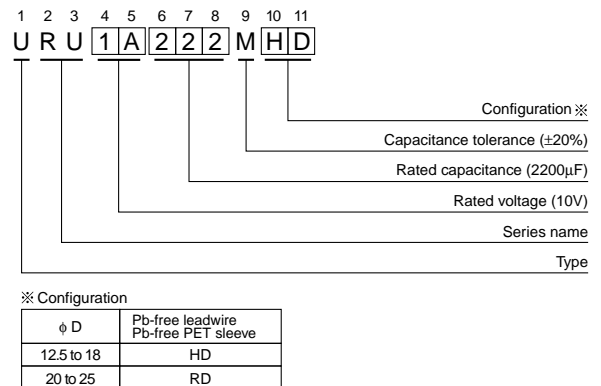 1 2 3 4 5 6 7 8 9 10 11
U R U 1 A 2 2 2 M H D
Configuration※
Capacitance tolerance (±20%)
Rated capacitance (2200μF)
Rated voltage (10V)
Series name
Type
※ Configuration
ϕ D
Pb-free leadwire
Pb-free PET sleeve
12.5 to 18 HD
20 to 25 RD